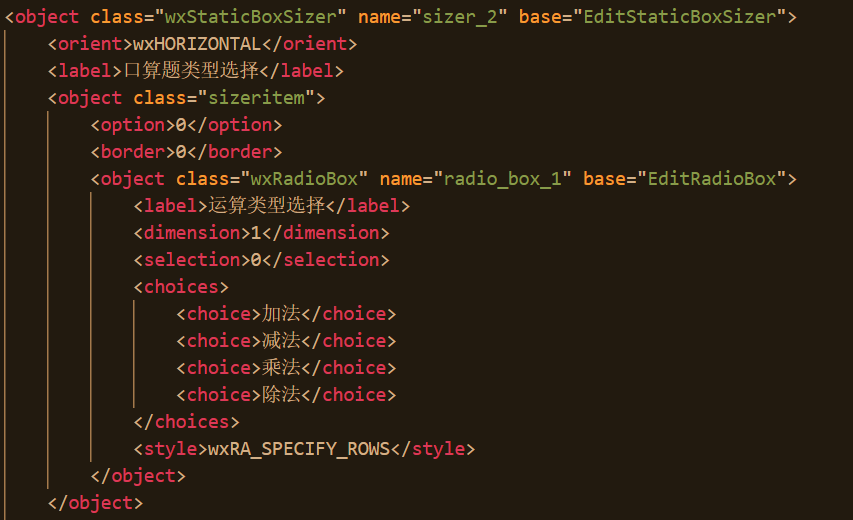 <object class="wxStaticBoxSizer" name="sizer_2" base="EditStaticBoxSizer">
<orient>wxHORIZONTAL</orient>
<label>口算题类型选择</label>
<object class="sizeritem">
<option>0</option>
<border>0</border>
<object class="wxRadioBox" name="radio_box_1" base="EditRadioBox">
<label>运算类型选择</label>
<dimension>1</dimension>
<selection>0</selection>
<choices>
<choice>加法</choice>
<choice>减法</choice>
<choice>乘法</choice>
<choice>除法</choice>
</choices>
<style>wxRA_SPECIFY_ROWS</style>
</object>
</object>